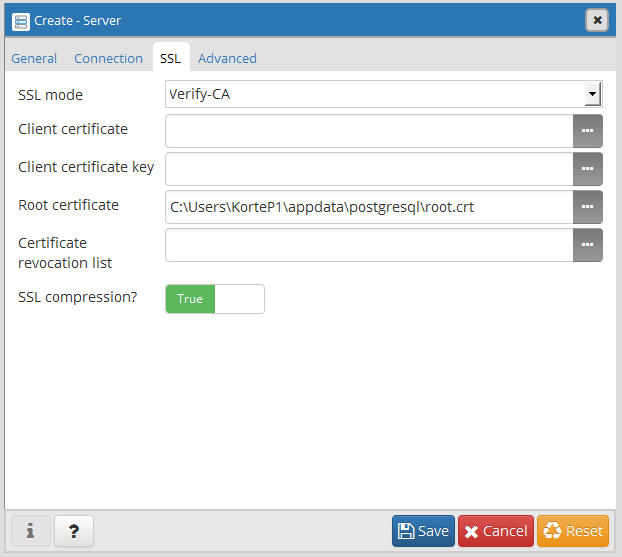 Create - Server
General Connection SSL Advanced
SSL mode Verify-CA
Client certificate
Client certificate key
Root certificate C:\Users\KorteP1\appdata\postgresql\root.crt
Certificate
revocation list
SSL compression? True
i ? Save Cancel Reset